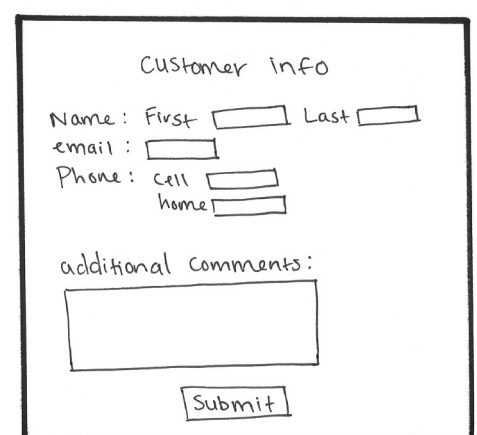 Customer info
Name: First Last
email:
Phone: cell
home
additional comments:
Submit